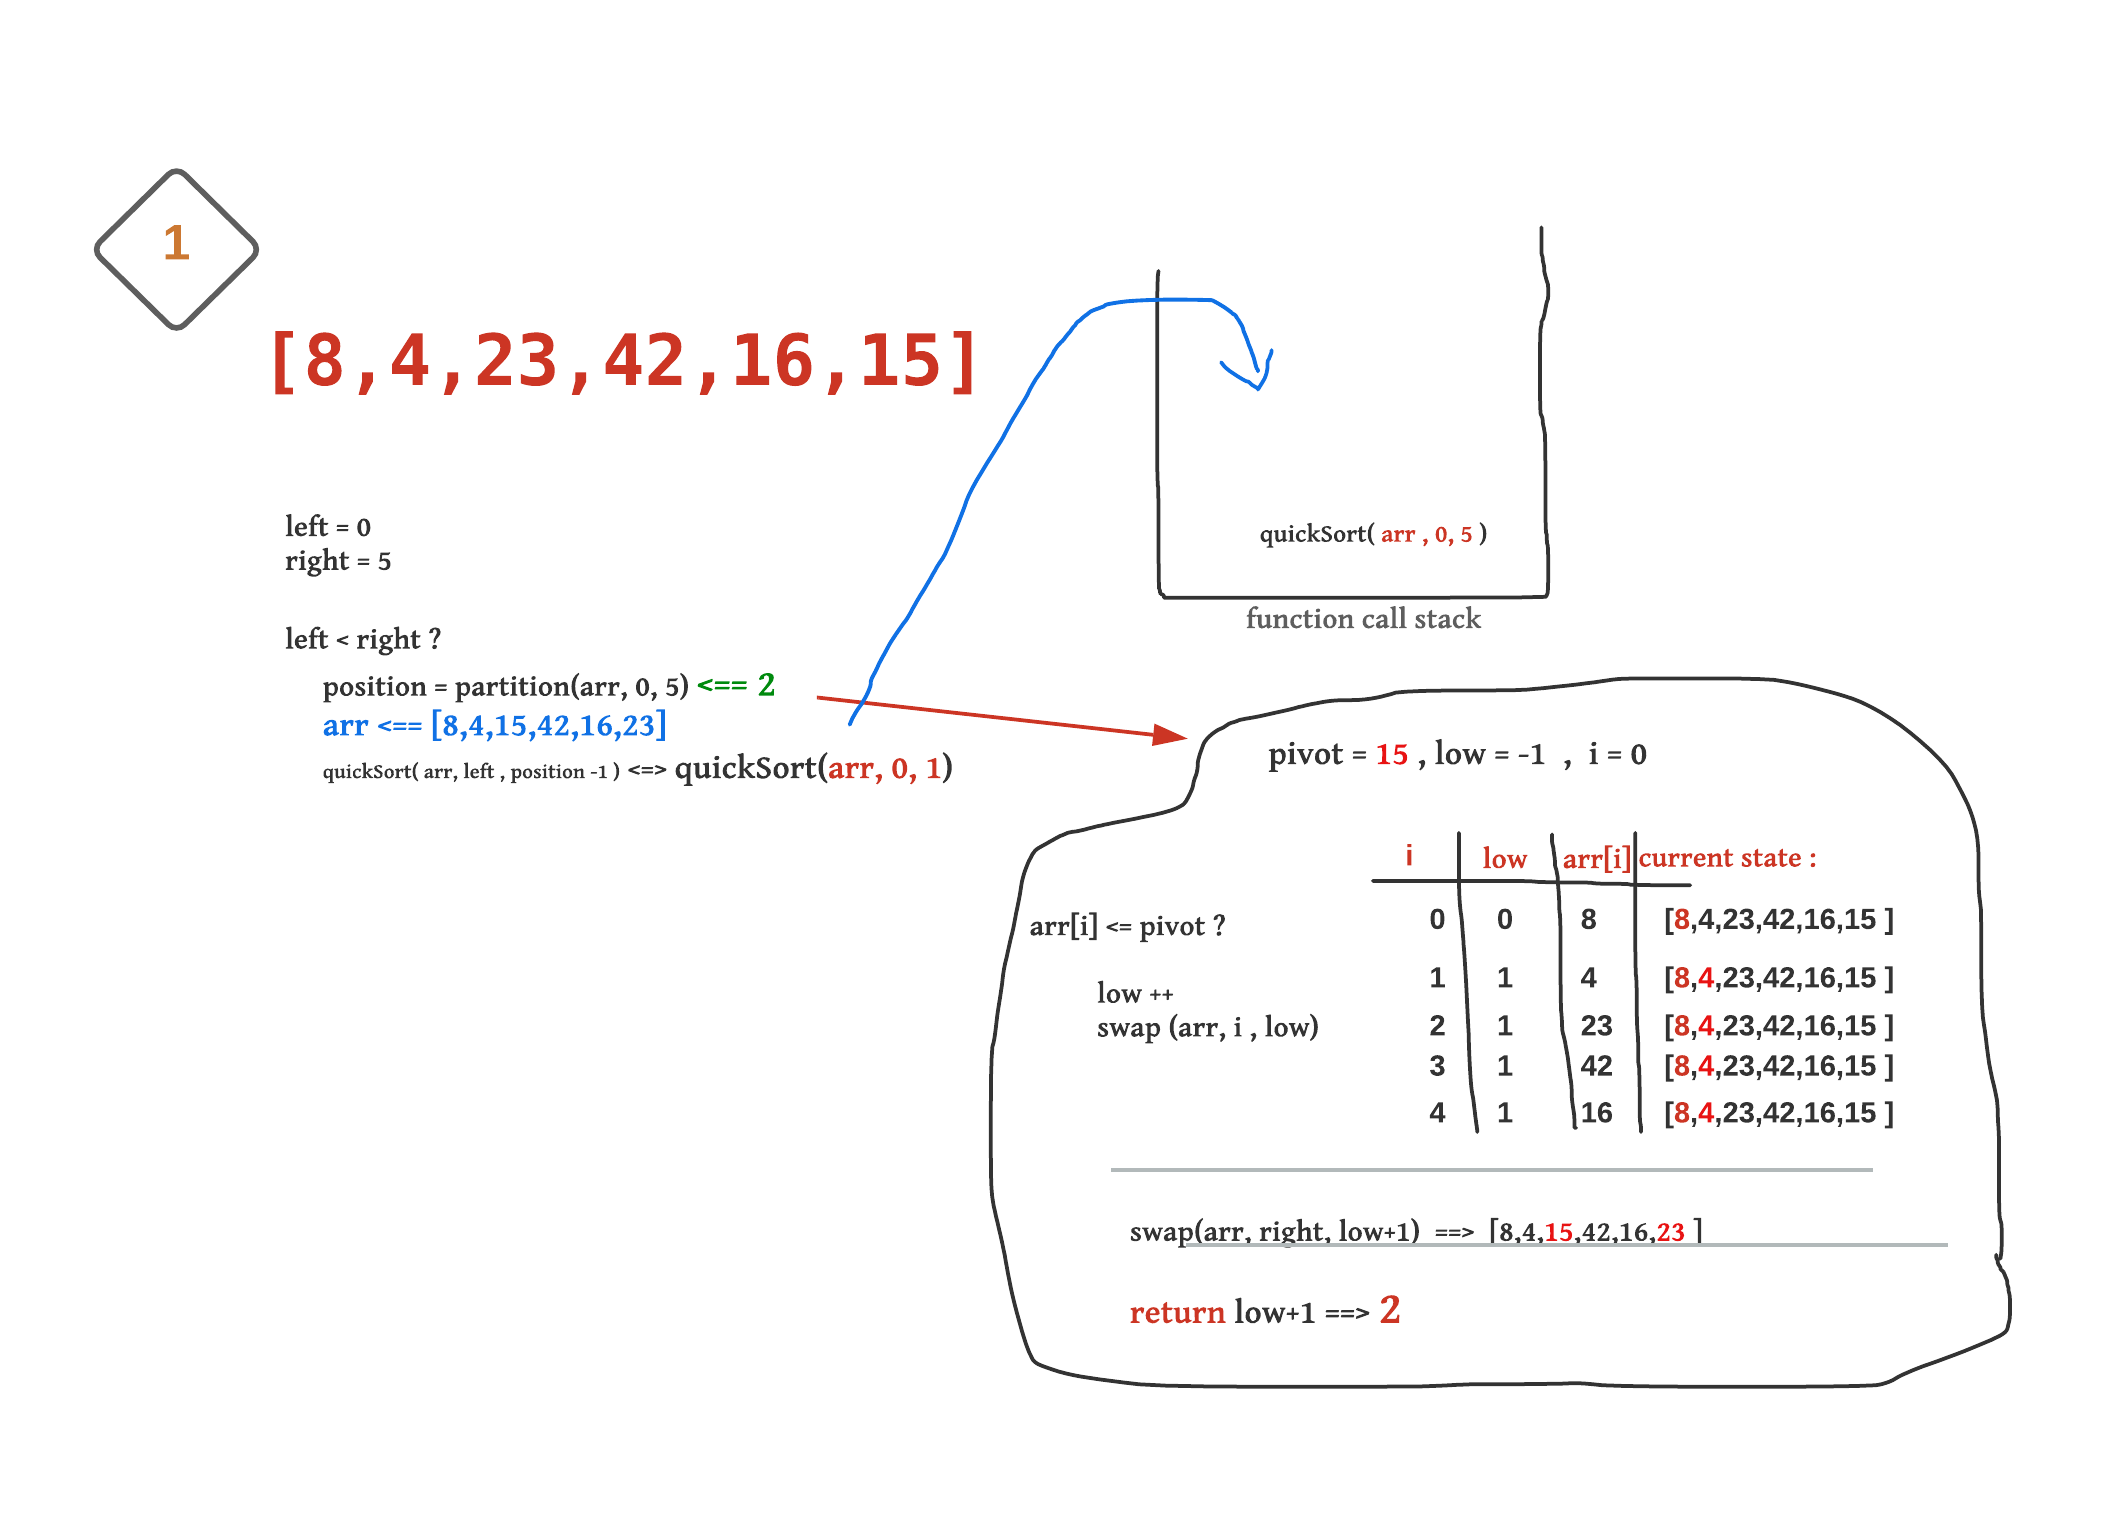 1
[8,4,23,42,16,15]
left = 0
right = 5
left < right ?
position = partition(arr, 0, 5) <== 2
arr <== [8,4,15,42,16,23]
quickSort( arr, left , position -1 ) <=> quickSort(arr, 0, 1)
quickSort( arr , 0, 5 )
function call stack
pivot = 15 , low = -1 , i = 0
i low arr[i] current state :
arr[i] <= pivot ?
low ++
swap (arr, i , low)
0 0 8 [8,4,23,42,16,15 ]
1 1 4 [8,4,23,42,16,15 ]
2 1 23 [8,4,23,42,16,15 ]
3 1 42 [8,4,23,42,16,15 ]
4 1 16 [8,4,23,42,16,15 ]
swap(arr, right, low+1) ==> [8,4,15,42,16,23 ]
return low+1 ==> 2